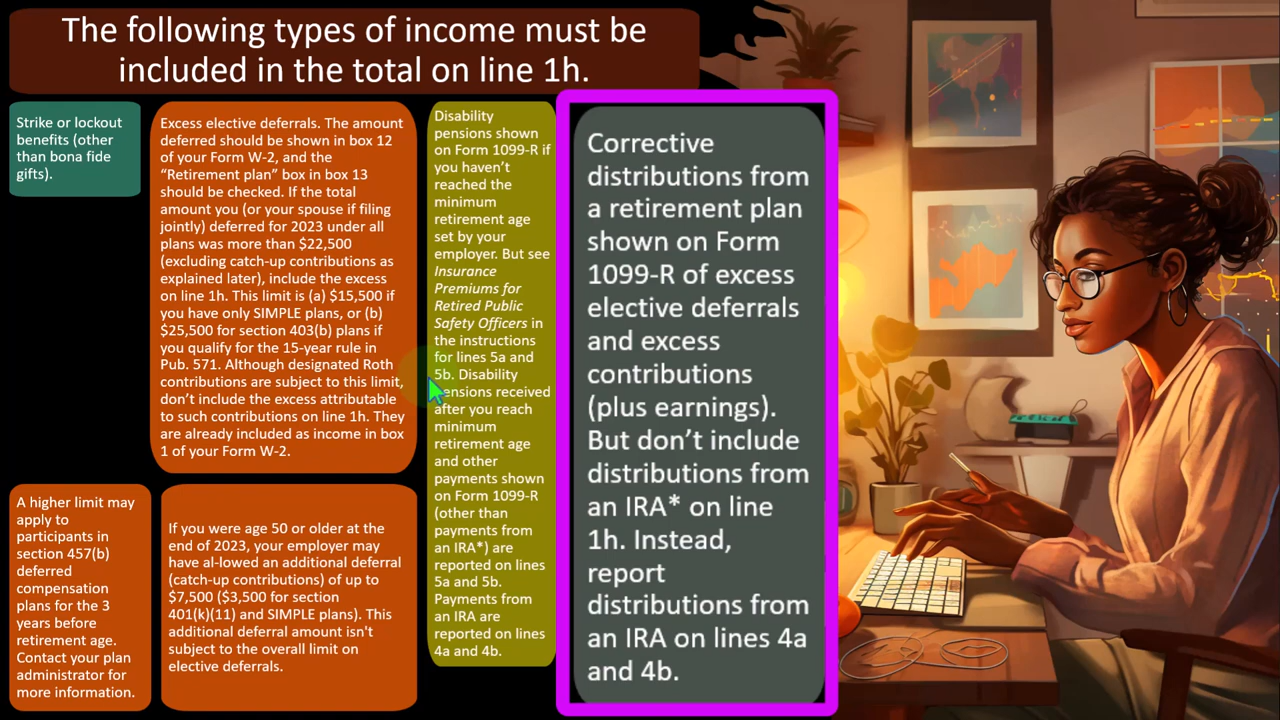 The following types of income must be
included in the total on line 1h.
Strike or lockout
benefits (other
than bona fide
gifts).
Excess elective deferrals. The amount
deferred should be shown in box 12
of your Form W-2, and the
“Retirement plan” box in box 13
should be checked. If the total
amount you (or your spouse if filing
jointly) deferred for 2023 under all
plans was more than $22,500
(excluding catch-up contributions as
explained later), include the excess
on line 1h. This limit is (a) $15,500 if
you have only SIMPLE plans, or (b)
$25,500 for section 403(b) plans if
you qualify for the 15-year rule in
Pub. 571. Although designated Roth
contributions are subject to this limit,
don’t include the excess attributable
to such contributions on line 1h. They
are already included as income in box
1 of your Form W-2.
A higher limit may
apply to
participants in
section 457(b)
deferred
compensation
plans for the 3
years before
retirement age.
Contact your plan
administrator for
more information.
If you were age 50 or older at the
end of 2023, your employer may
have al-lowed an additional deferral
(catch-up contributions) of up to
$7,500 ($3,500 for section
401(k)(11) and SIMPLE plans). This
additional deferral amount isn't
subject to the overall limit on
elective deferrals.
Disability
pensions shown
on Form 1099-R if
you haven’t
reached the
minimum
retirement age
set by your
employer. But see
Insurance
Premiums for
Retired Public
Safety Officers in
the instructions
for lines 5a and
5b. Disability
pensions received
after you reach
minimum
retirement age
and other
payments shown
on Form 1099-R
(other than
payments from
an IRA*) are
reported on lines
5a and 5b.
Payments from
an IRA are
reported on lines
4a and 4b.
Corrective
distributions from
a retirement plan
shown on Form
1099-R of excess
elective deferrals
and excess
contributions
(plus earnings).
But don’t include
distributions from
an IRA* on line
1h. Instead,
report
distributions from
an IRA on lines 4a
and 4b.